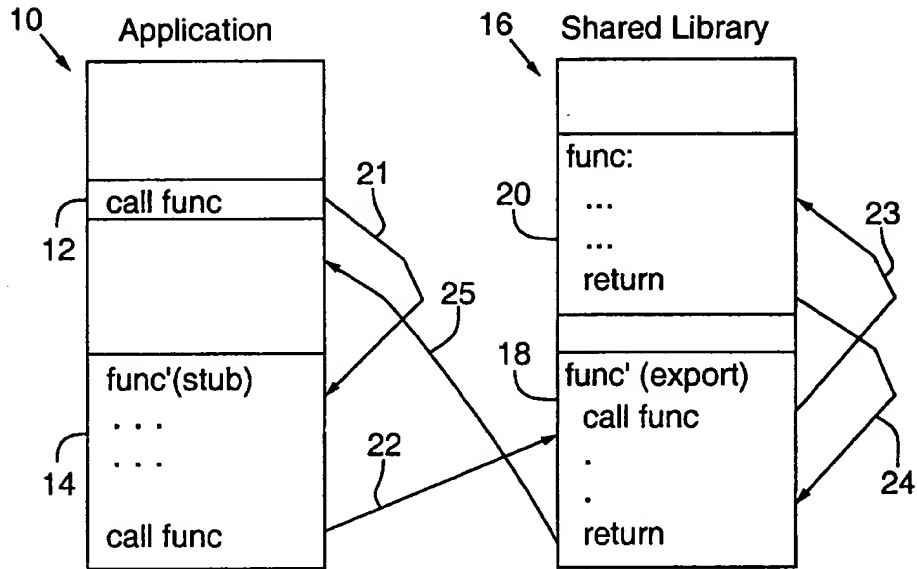 10
Application
call func
12
21
25
func'(stub)
. . .
. . .
14
call func
22
16
Shared Library
func:
...
...
return
20
23
18
func' (export)
call func
.
.
return
24